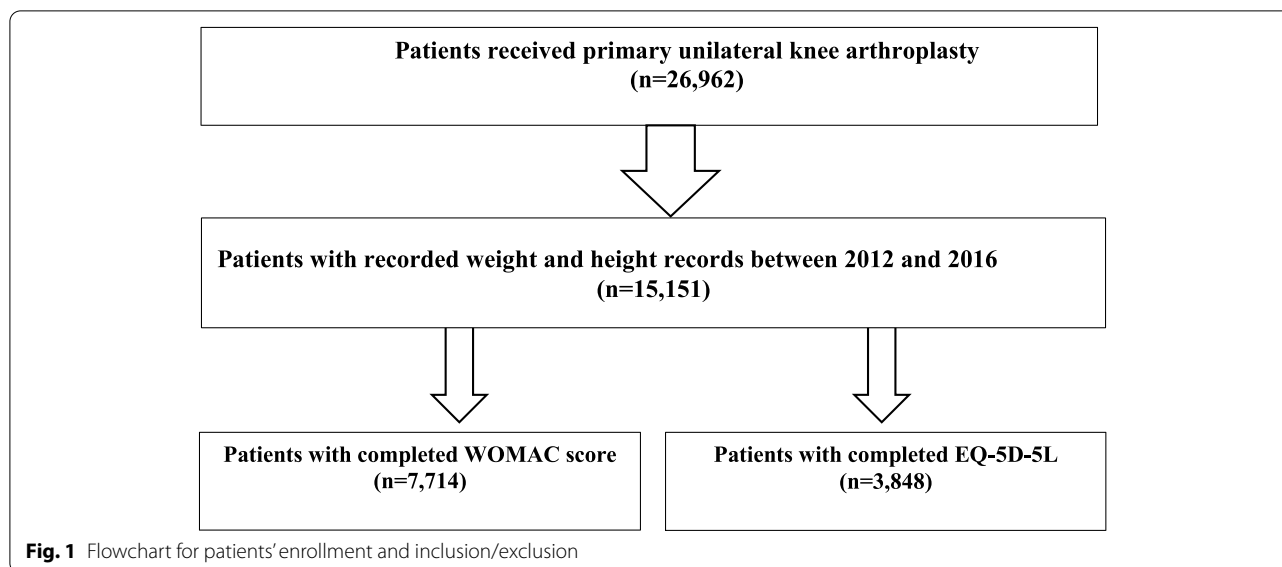 Patients received primary unilateral knee arthroplasty
(n=26,962)
Patients with recorded weight and height records between 2012 and 2016
(n=15,151)
Patients with completed WOMAC score
(n=7,714)
Patients with completed EQ-5D-5L
(n=3,848)
Fig. 1 Flowchart for patients' enrollment and inclusion/exclusion